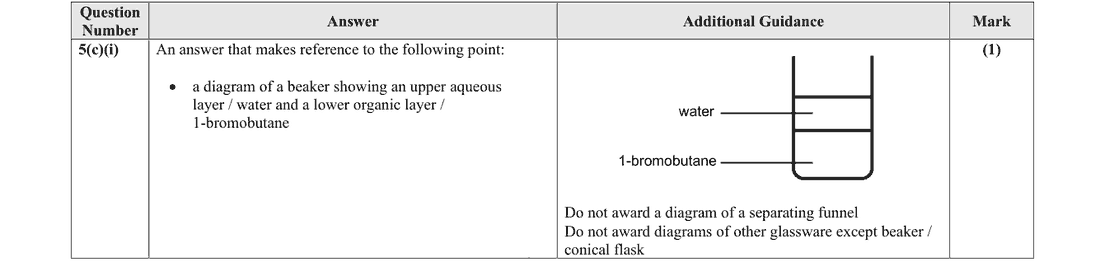 Question Number
Answer
Additional Guidance
Mark
5(c)(i)
An answer that makes reference to the following point:
• a diagram of a beaker showing an upper aqueous
layer / water and a lower organic layer /
1-bromobutane
water
1-bromobutane
Do not award a diagram of a separating funnel
Do not award diagrams of other glassware except beaker /
conical flask
(1)